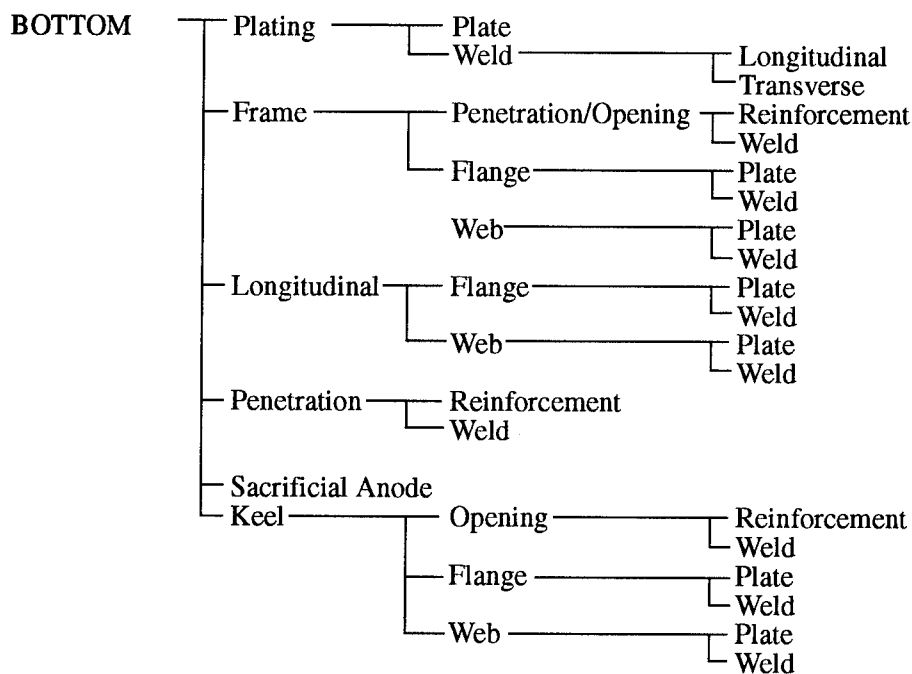 BOTTOM Plating Plate
Weld Longitudinal
Transverse
Frame Penetration/Opening Reinforcement
Weld
Flange Plate
Weld
Web Plate
Weld
Longitudinal Flange Plate
Weld
Web Plate
Weld
Penetration Reinforcement
Weld
Sacrificial Anode
Keel Opening Reinforcement
Weld
Flange Plate
Weld
Web Plate
Weld